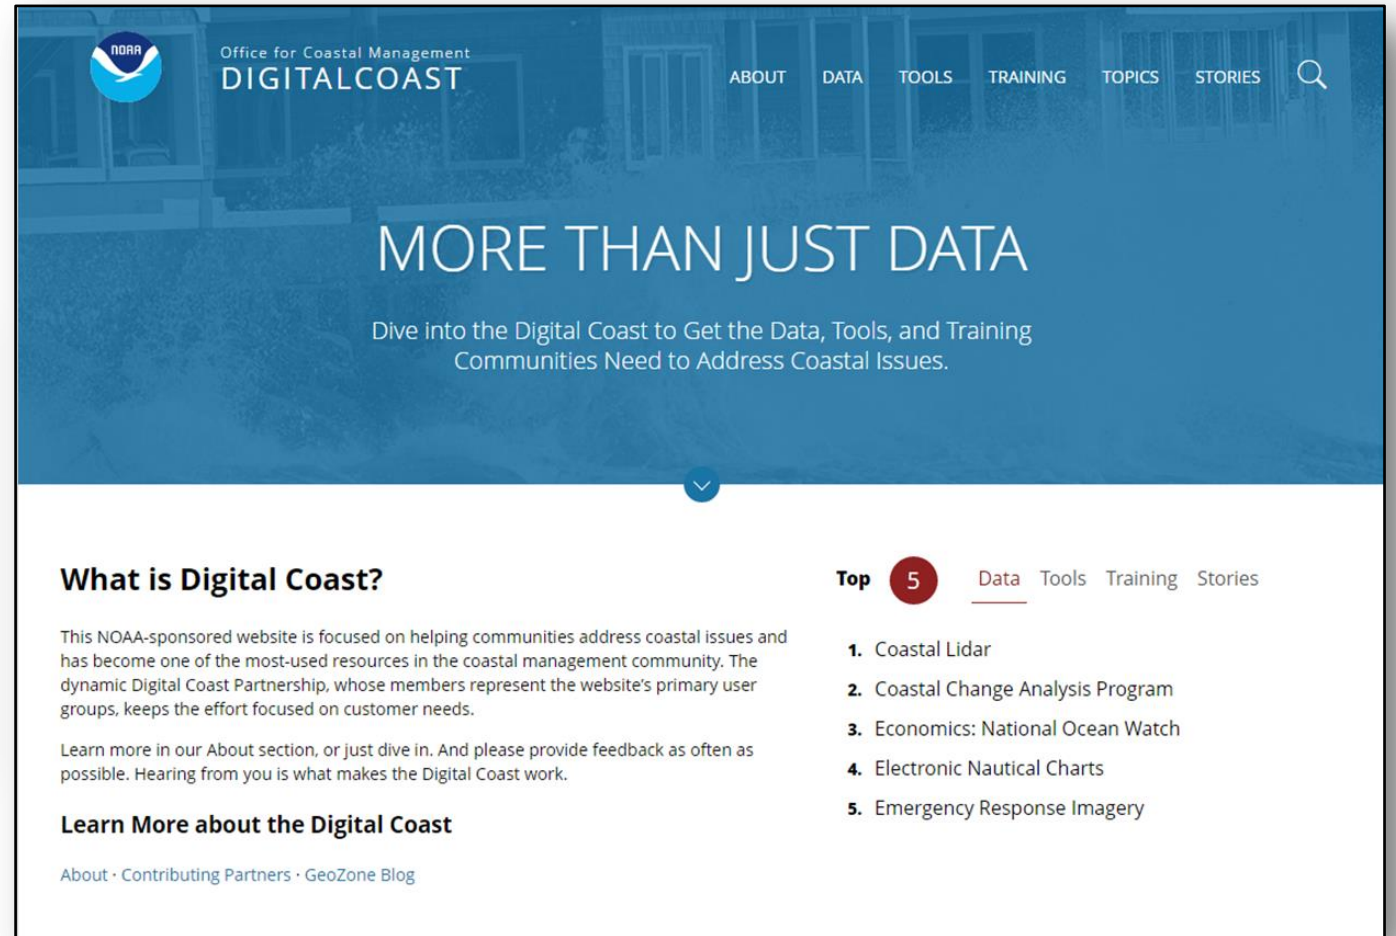 NOAA
Office for Coastal Management
DIGITALCOAST
ABOUT DATA TOOLS TRAINING TOPICS STORIES
MORE THAN JUST DATA
Dive into the Digital Coast to Get the Data, Tools, and Training
Communities Need to Address Coastal Issues.
What is Digital Coast?
This NOAA-sponsored website is focused on helping communities address coastal issues and
has become one of the most-used resources in the coastal management community. The
dynamic Digital Coast Partnership, whose members represent the website's primary user
groups, keeps the effort focused on customer needs.
Learn more in our About section, or just dive in. And please provide feedback as often as
possible. Hearing from you is what makes the Digital Coast work.
Learn More about the Digital Coast
About · Contributing Partners · GeoZone Blog
Top 5 Data Tools Training Stories
1. Coastal Lidar
2. Coastal Change Analysis Program
3. Economics: National Ocean Watch
4. Electronic Nautical Charts
5. Emergency Response Imagery